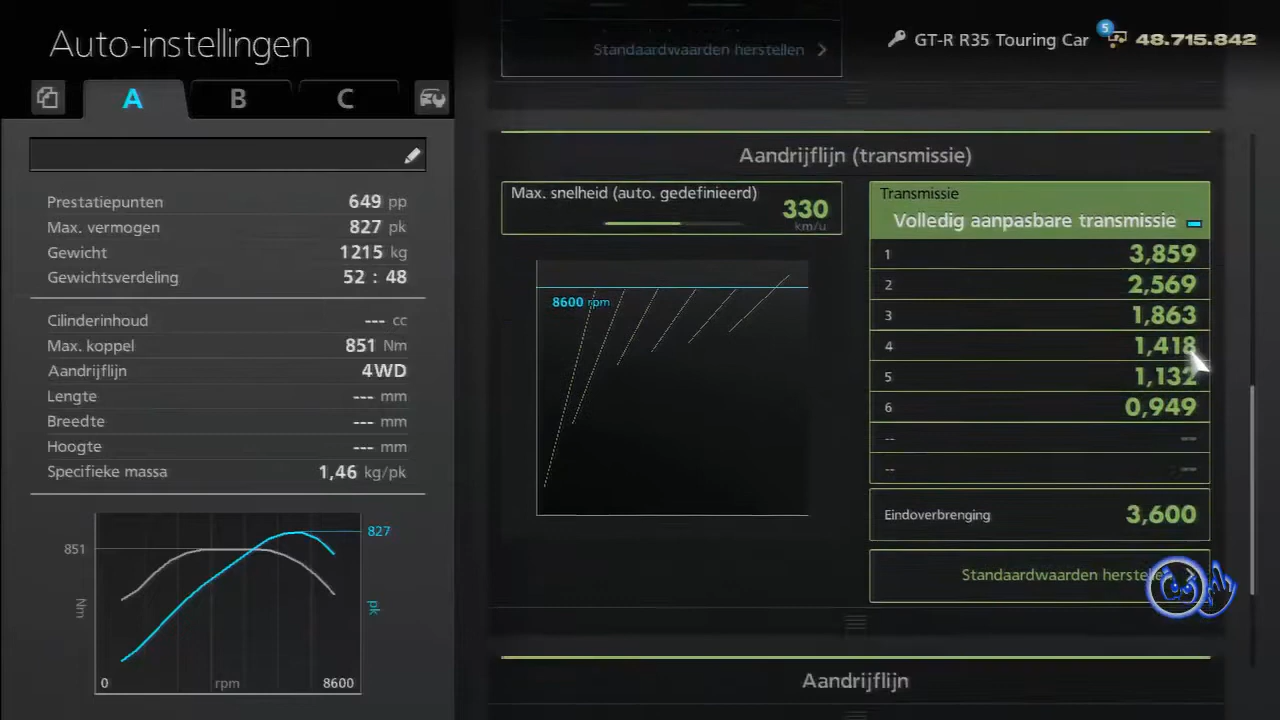 Auto-instellingen
Standaardwaarden herstellen
GT-R R35 Touring Car
5
48.715.842
A
B
C
Prestatiepunten 649 pp
Max. vermogen 827 pk
Gewicht 1215 kg
Gewichtsverdeling 52 : 48
Cilinderinhoud --- cc
Max. koppel 851 Nm
Aandrijflijn 4WD
Lengte --- mm
Breedte --- mm
Hoogte --- mm
Specifieke massa 1,46 kg/pk
827
851
Nm
pk
0 rpm 8600
Aandrijflijn (transmissie)
Max. snelheid (auto. gedefinieerd)
330
km/u
8600 rpm
Transmissie
Volledig aanpasbare transmissie
1 3,859
2 2,569
3 1,863
4 1,418
5 1,132
6 0,949
-- --
-- --
Eindoverbrenging 3,600
Standaardwaarden herstellen
Aandrijflijn